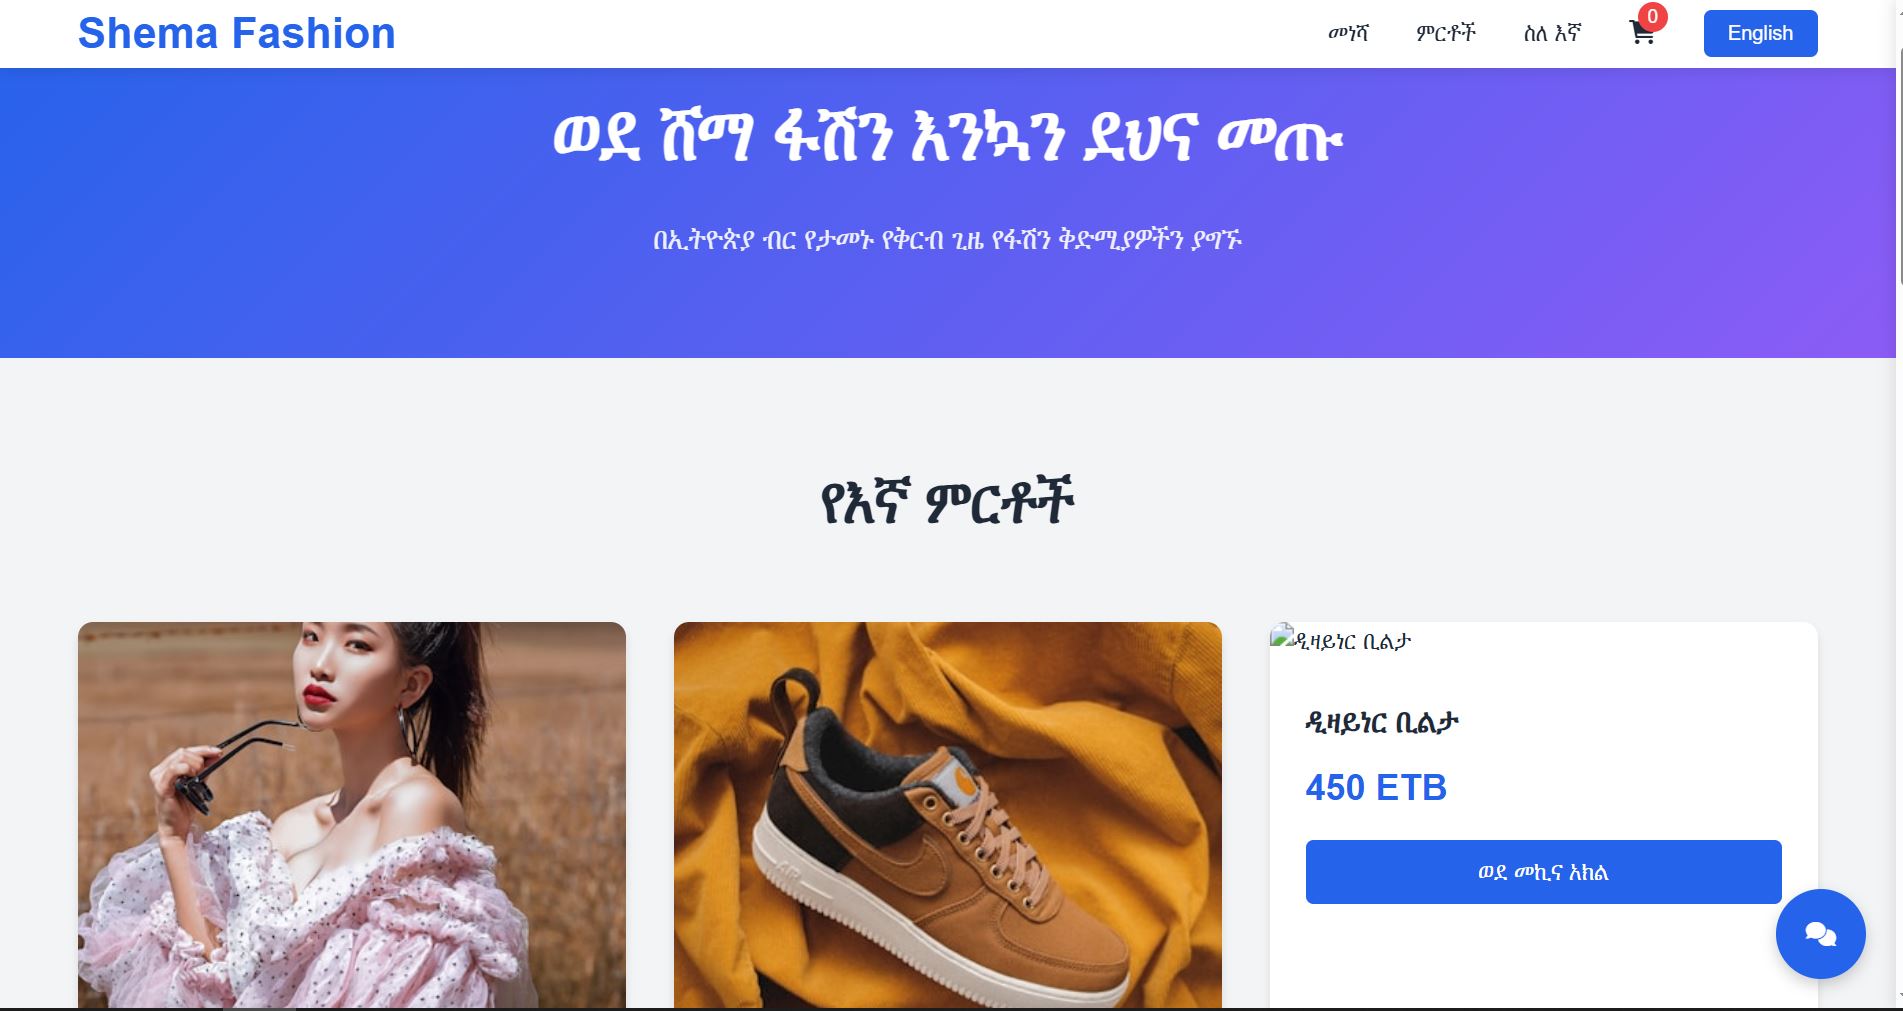 Shema Fashion
መነሻ ምርቶች ስለ እኛ 0 English
ወደ ሸማ ፋሽን እንኳን ደህና መጡ
በኢትዮጵያ ብር የታመኑ የቅርብ ጊዜ የፋሽን ቅድሚያዎችን ያግኙ
የእኛ ምርቶች
ዲዛይነር ቢልታ
ዲዛይነር ቢልታ
450 ETB
ወደ መኪና አክል